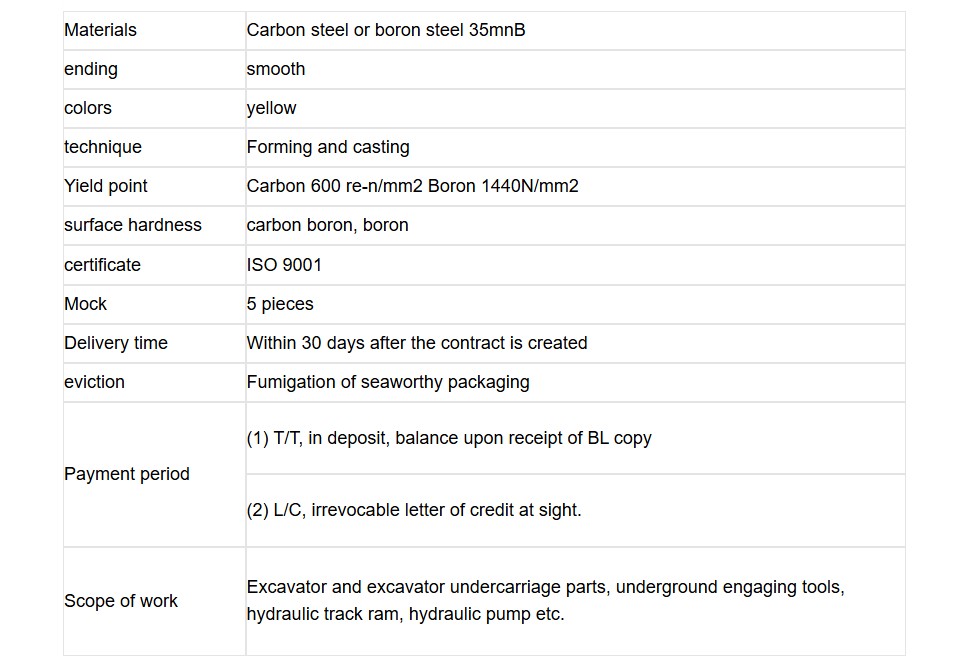 Materials Carbon steel or boron steel 35mnB
ending smooth
colors yellow
technique Forming and casting
Yield point Carbon 600 re-n/mm2 Boron 1440N/mm2
surface hardness carbon boron, boron
certificate ISO 9001
Mock 5 pieces
Delivery time Within 30 days after the contract is created
eviction Fumigation of seaworthy packaging
Payment period
(1) T/T, in deposit, balance upon receipt of BL copy
(2) L/C, irrevocable letter of credit at sight.
Scope of work
Excavator and excavator undercarriage parts, underground engaging tools,
hydraulic track ram, hydraulic pump etc.